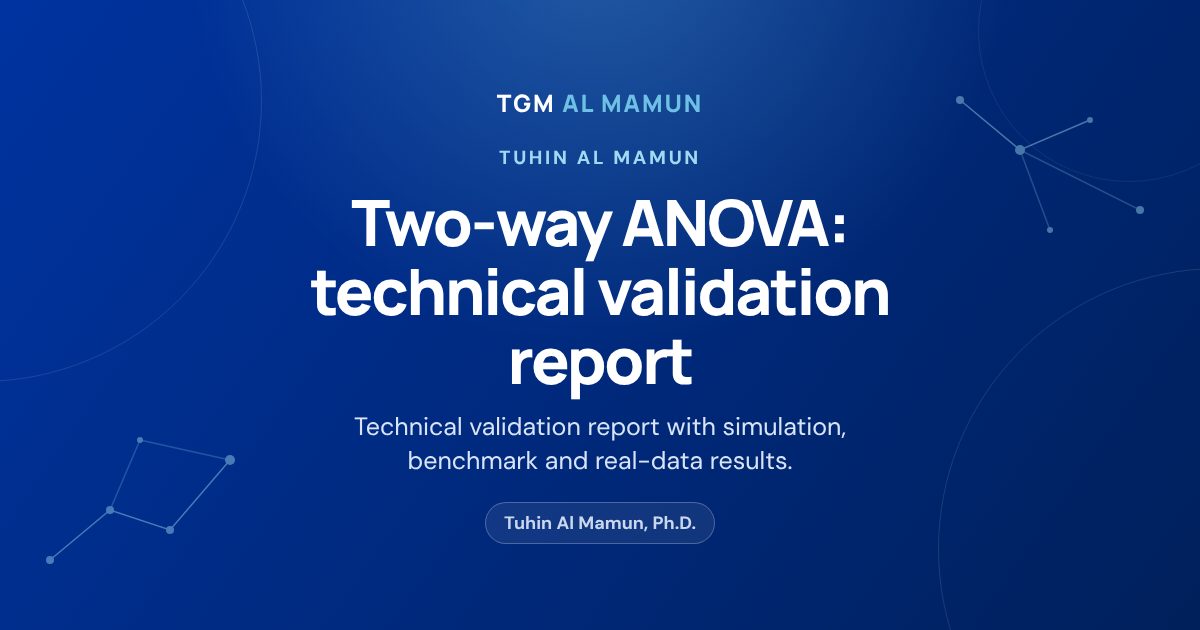 TGM AL MAMUN
TUHIN AL MAMUN
Two-way ANOVA:
technical validation
report
Technical validation report with simulation,
benchmark and real-data results.
Tuhin Al Mamun, Ph.D.